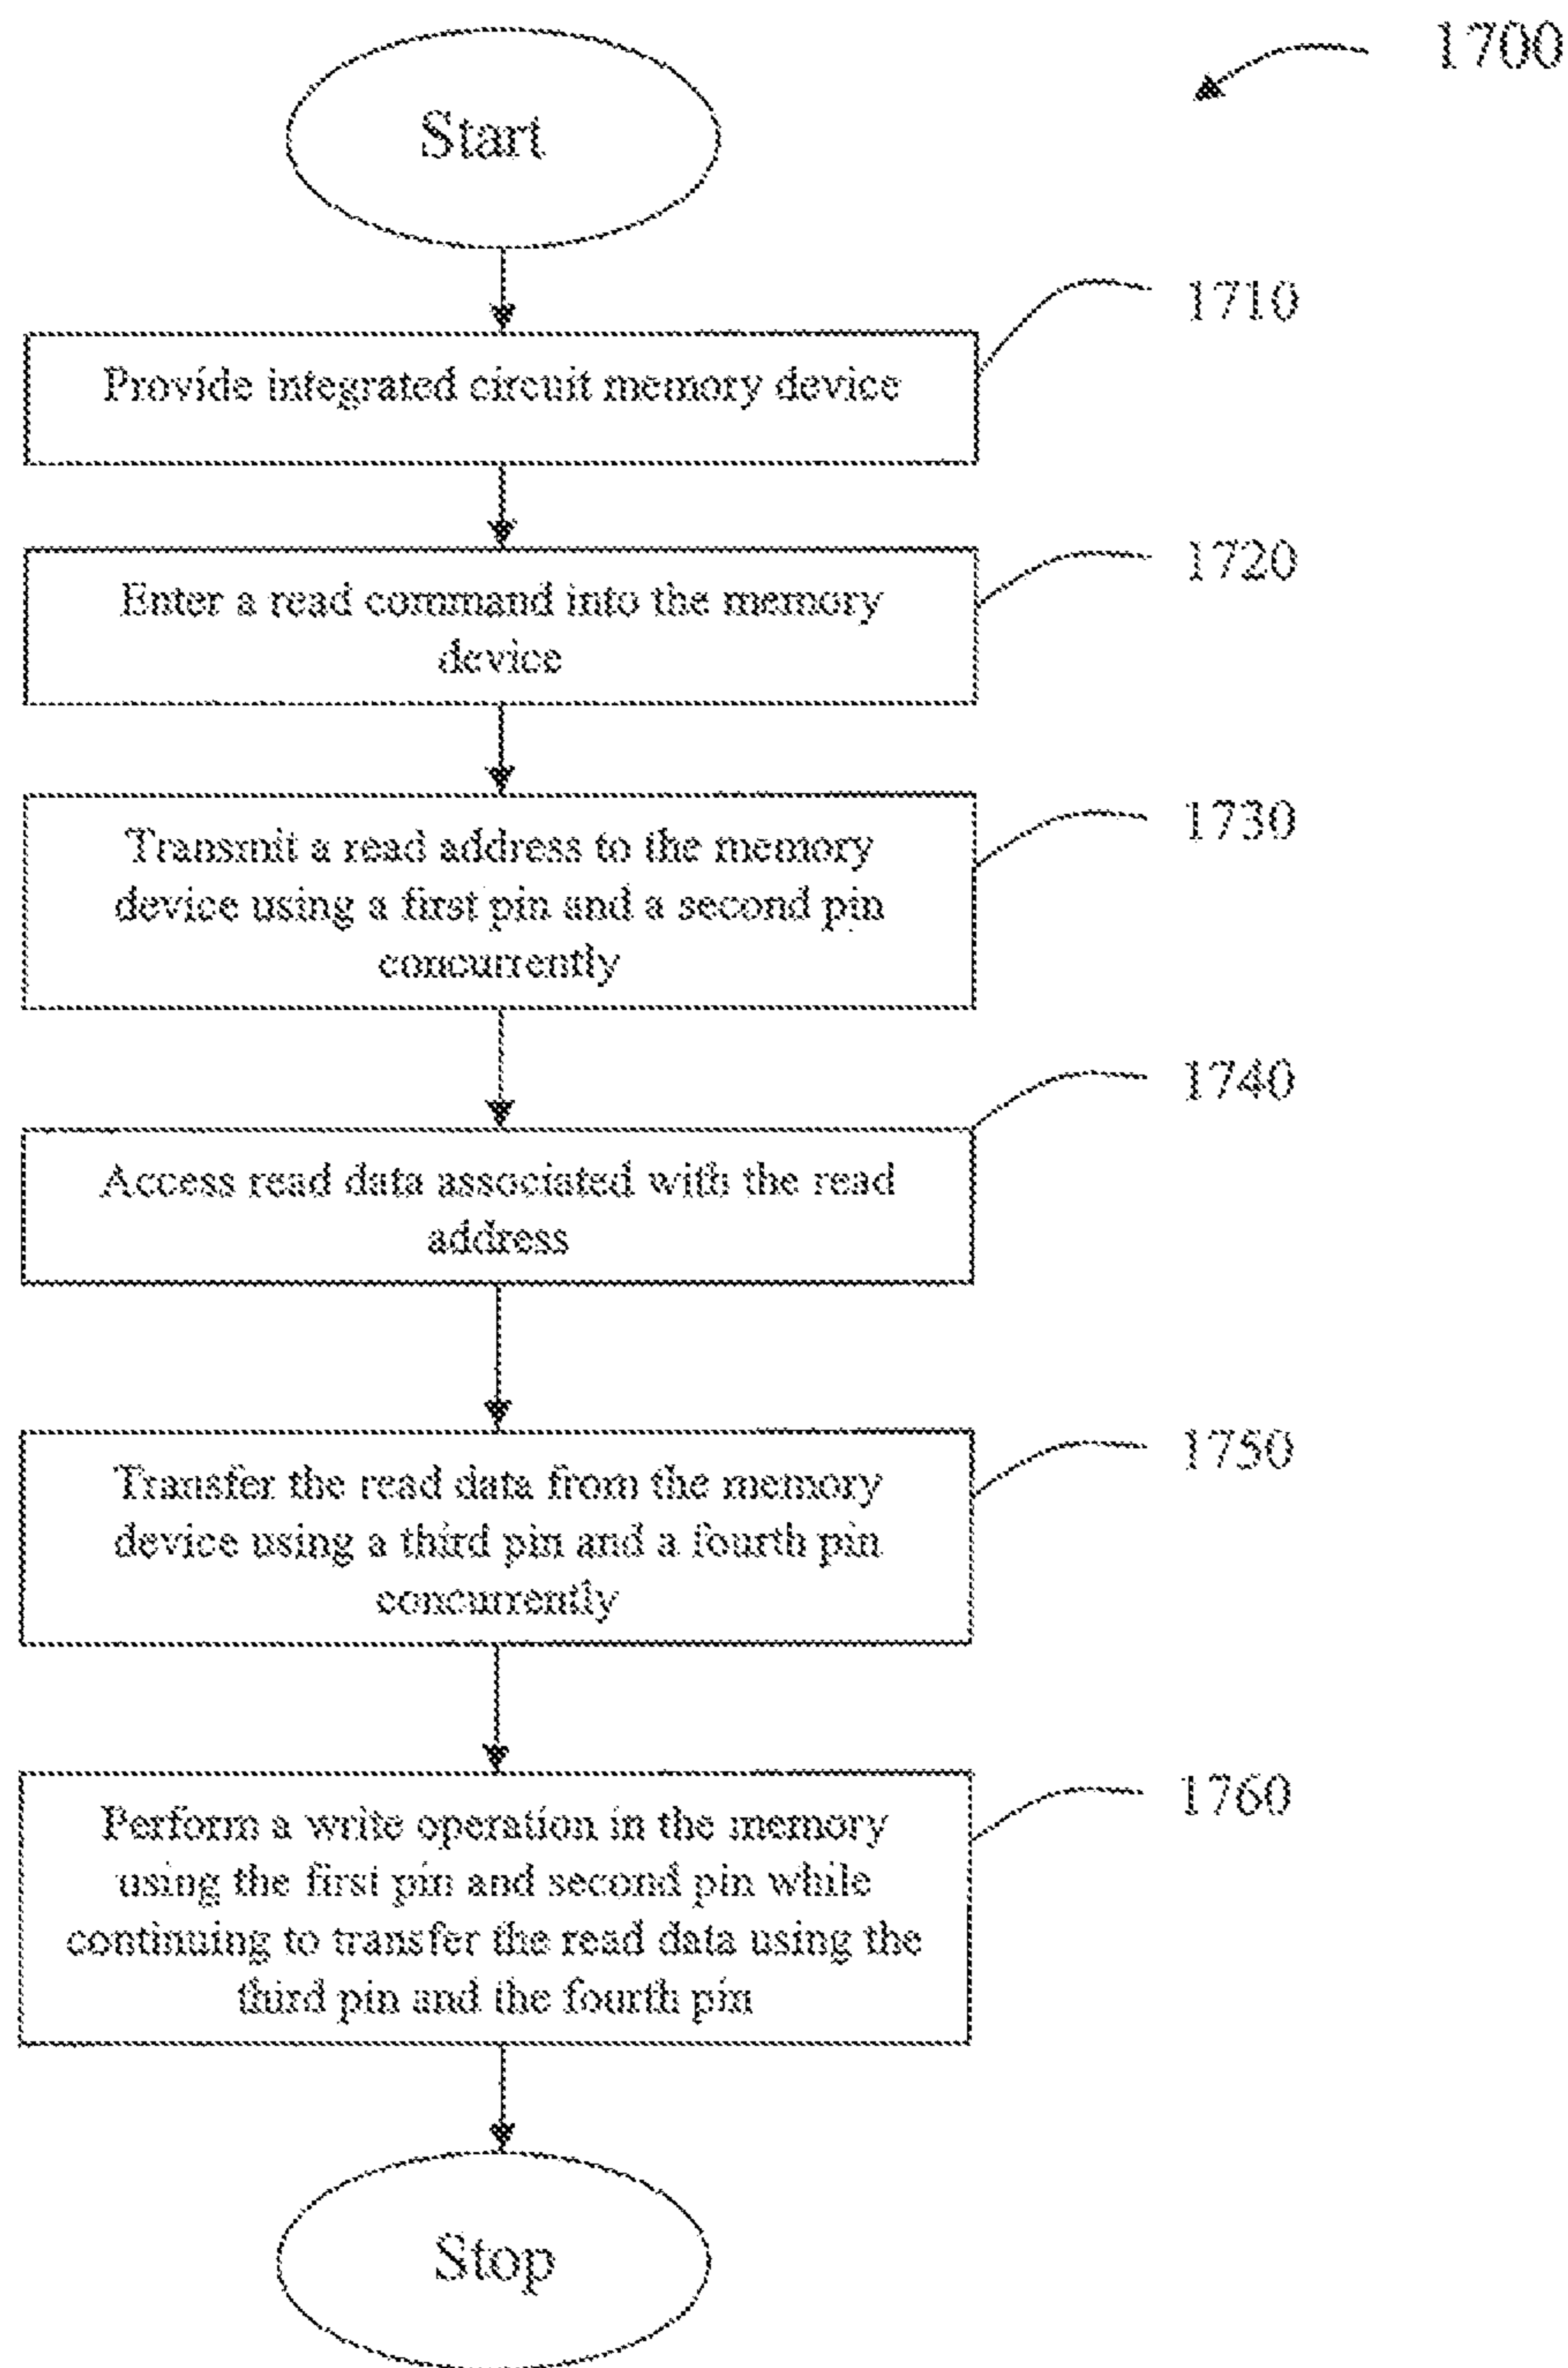 1700
Start
1710
Provide integrated circuit memory device
1720
Enter a read command into the memory
device
1730
Transmit a read address to the memory
device using a first pin and a second pin
concurrently
1740
Access read data associated with the read
address
1750
Transfer the read data from the memory
device using a third pin and a fourth pin
concurrently
1760
Perform a write operation in the memory
using the first pin and second pin while
continuing to transfer the read data using the
third pin and the fourth pin
Stop